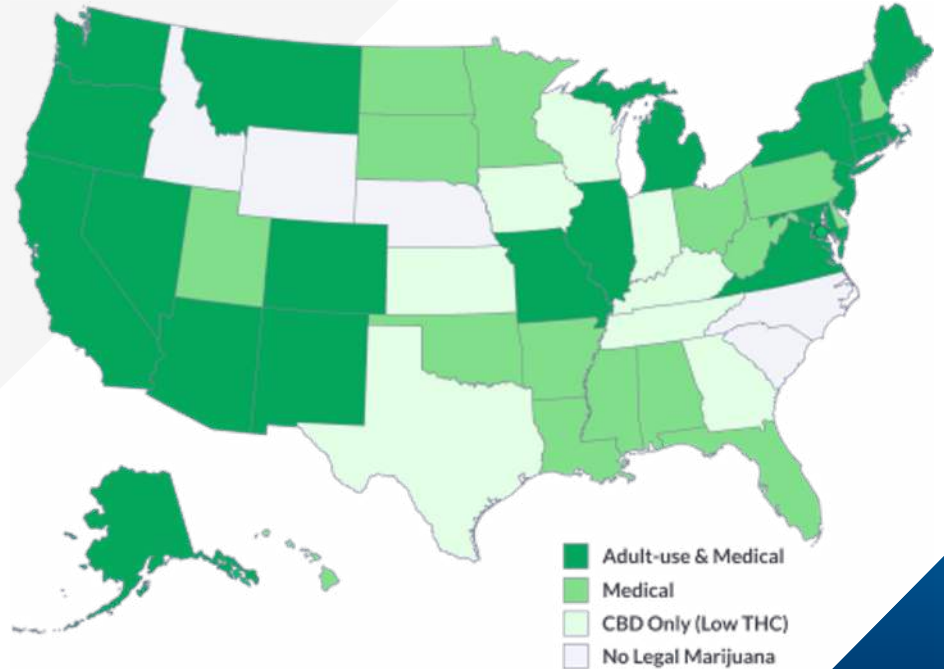 Adult-use & Medical
Medical
CBD Only (Low THC)
No Legal Marijuana